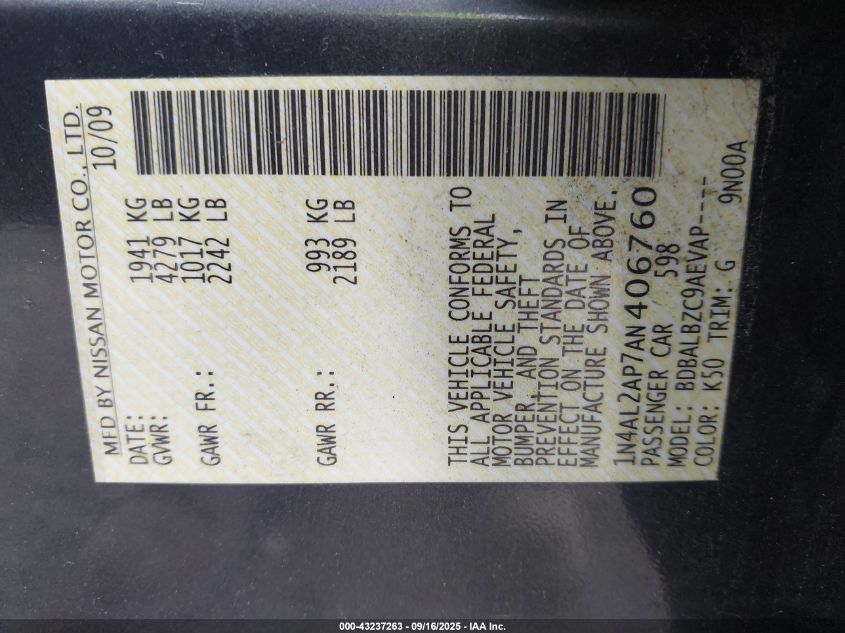 MFD BY NISSAN MOTOR CO., LTD.
DATE: 10/09
GVWR: 1941 KG
4279 LB
GAWR FR.: 1017 KG
2242 LB
GAWR RR.: 993 KG
2189 LB
THIS VEHICLE CONFORMS TO
ALL APPLICABLE FEDERAL
MOTOR VEHICLE SAFETY,
BUMPER, AND THEFT
PREVENTION STANDARDS IN
EFFECT ON THE DATE OF
MANUFACTURE SHOWN ABOVE.
1N4AL2AP7AN406760
PASSENGER CAR 598
MODEL: BDBALBZC9AEVAP-----
COLOR: K50 TRIM: G 9N00A
000-43237263 - 09/16/2025 - IAA Inc.